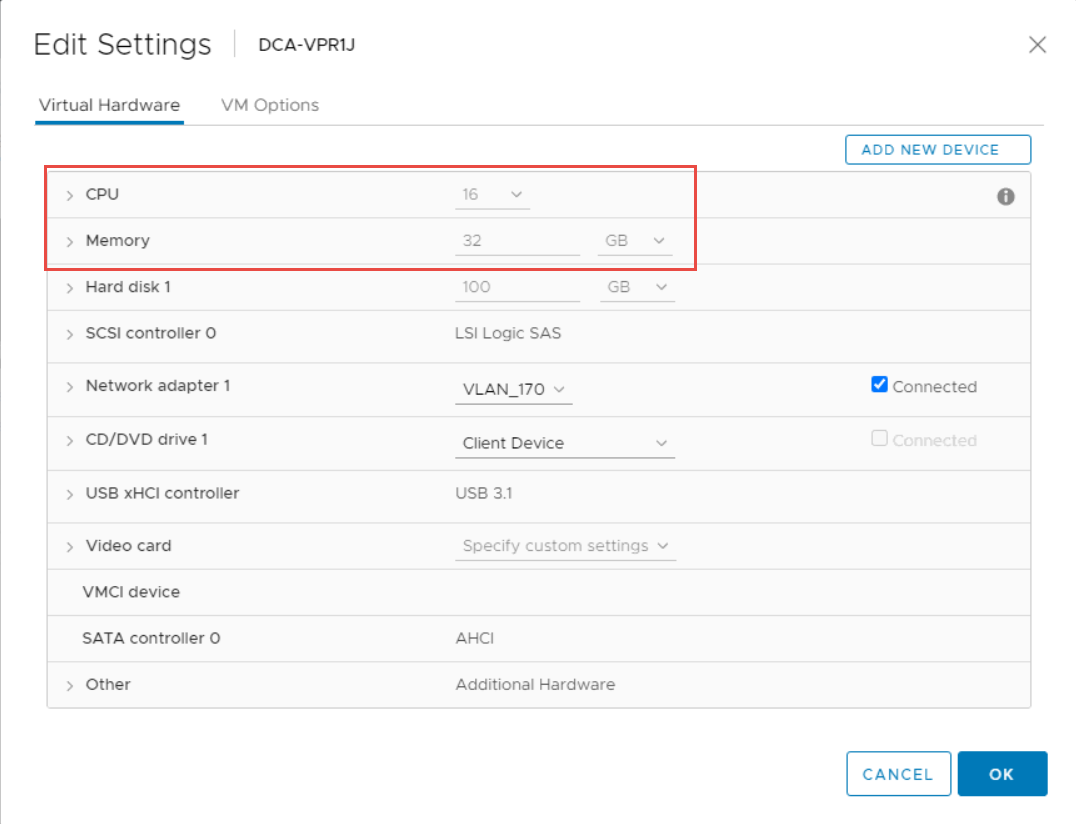 Edit Settings DCA-VPR1J
Virtual Hardware VM Options
ADD NEW DEVICE
CPU 16
Memory 32 GB
Hard disk 1 100 GB
SCSI controller 0 LSI Logic SAS
Network adapter 1 VLAN_170 Connected
CD/DVD drive 1 Client Device Connected
USB xHCI controller USB 3.1
Video card Specify custom settings
VMCI device
SATA controller 0 AHCI
Other Additional Hardware
CANCEL OK